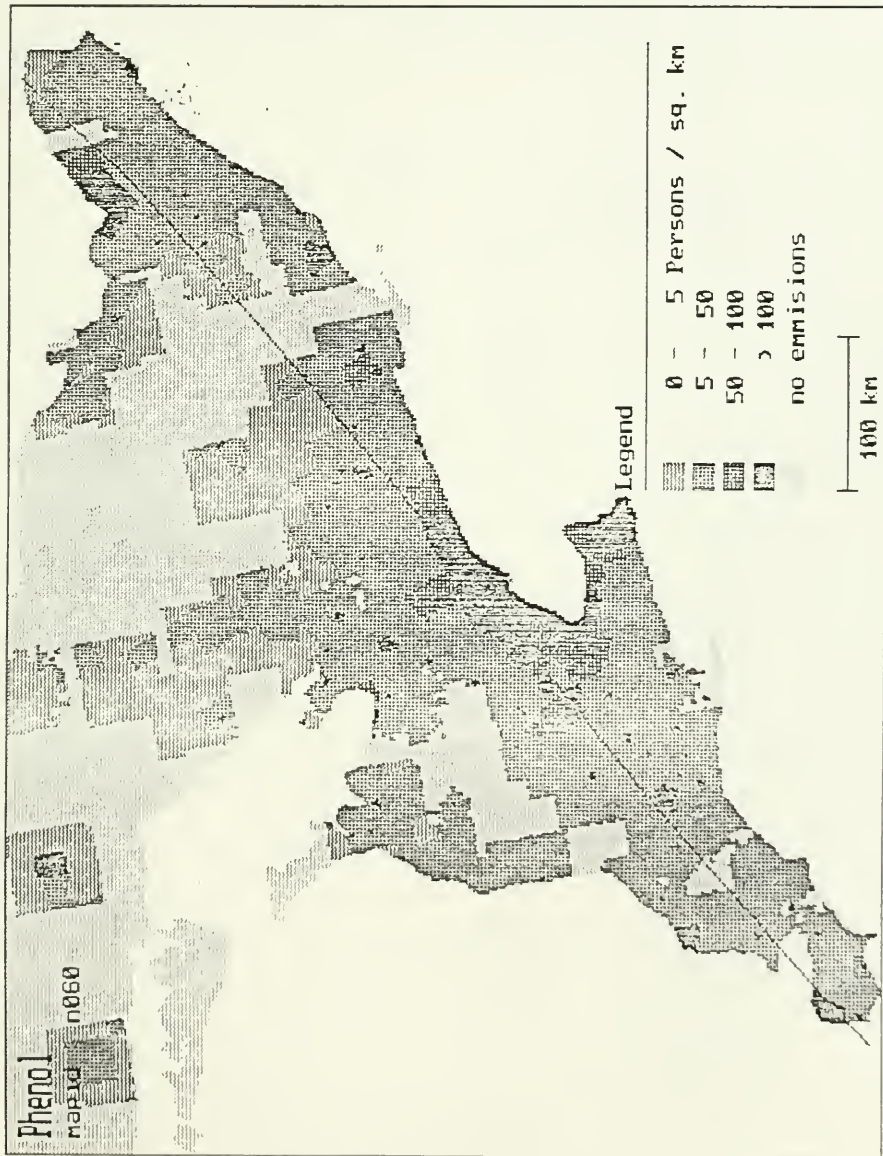 Phenol
mapid n060
Legend
0 - 5 Persons / sq. km
5 - 50
50 - 100
> 100
no emmisions
100 km